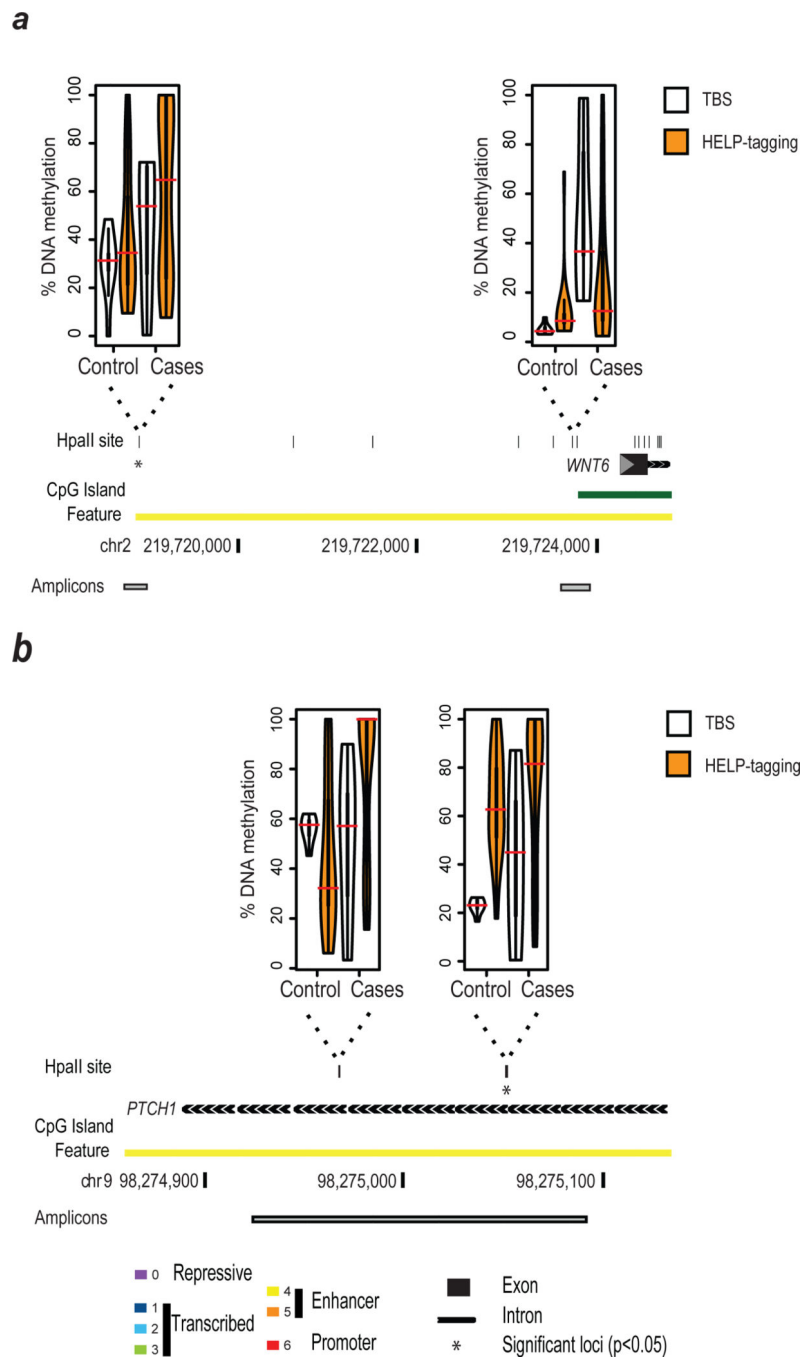 a
% DNA methylation
100
80
60
40
20
0
Control Cases
% DNA methylation
100
80
60
40
20
0
Control Cases
TBS
HELP-tagging
HpaII site
*
WNT6
CpG Island
Feature
chr2 219,720,000 219,722,000 219,724,000
Amplicons
b
% DNA methylation
100
80
60
40
20
0
Control Cases
100
80
60
40
20
0
Control Cases
TBS
HELP-tagging
HpaII site
*
PTCH1
CpG Island
Feature
chr9 98,274,900 98,275,000 98,275,100
Amplicons
0 Repressive
1
2 Transcribed
3
4
5 Enhancer
6 Promoter
Exon
Intron
* Significant loci (p<0.05)